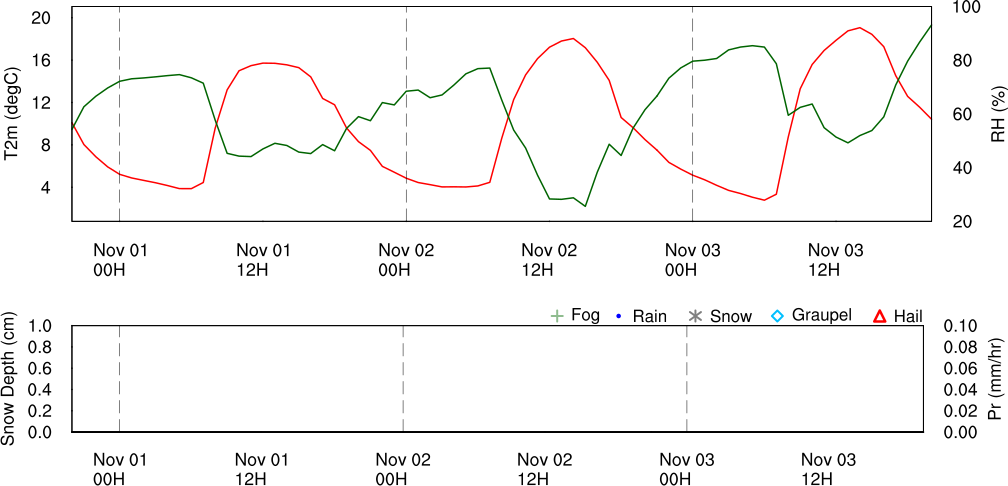 20
16
12
8
4
T2m (degC)
100
80
60
40
20
RH (%)
Nov 01 Nov 01 Nov 02 Nov 02 Nov 03 Nov 03
00H 12H 00H 12H 00H 12H
Fog Rain Snow Graupel Hail
1.0
0.8
0.6
0.4
0.2
0.0
Snow Depth (cm)
0.10
0.08
0.06
0.04
0.02
0.00
Pr (mm/hr)
Nov 01 Nov 01 Nov 02 Nov 02 Nov 03 Nov 03
00H 12H 00H 12H 00H 12H